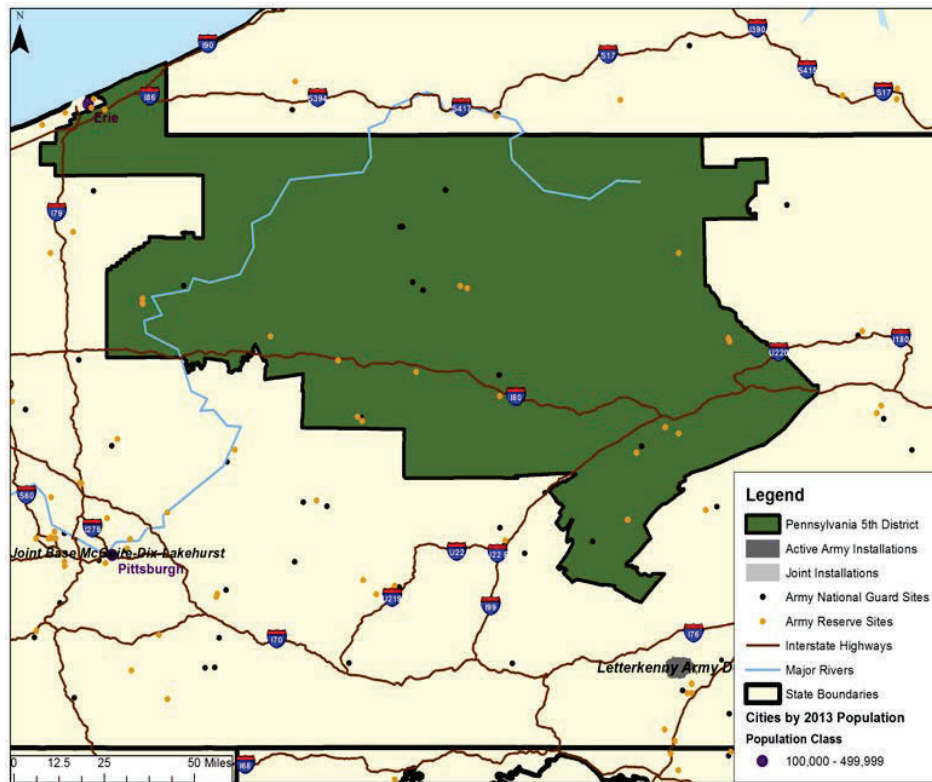 N
I90
I390
S17
I86
S394
S417
S415
S17
Erie
I79
U220
I180
I80
S60
I279
Joint Base McGuire-Dix-Lakehurst
Pittsburgh
U22
U22
U219
I99
I70
I76
Letterkenny Army D
I68
0 12.5 25 50 Miles
Legend
Pennsylvania 5th District
Active Army Installations
Joint Installations
Army National Guard Sites
Army Reserve Sites
Interstate Highways
Major Rivers
State Boundaries
Cities by 2013 Population
Population Class
100,000 - 499,999